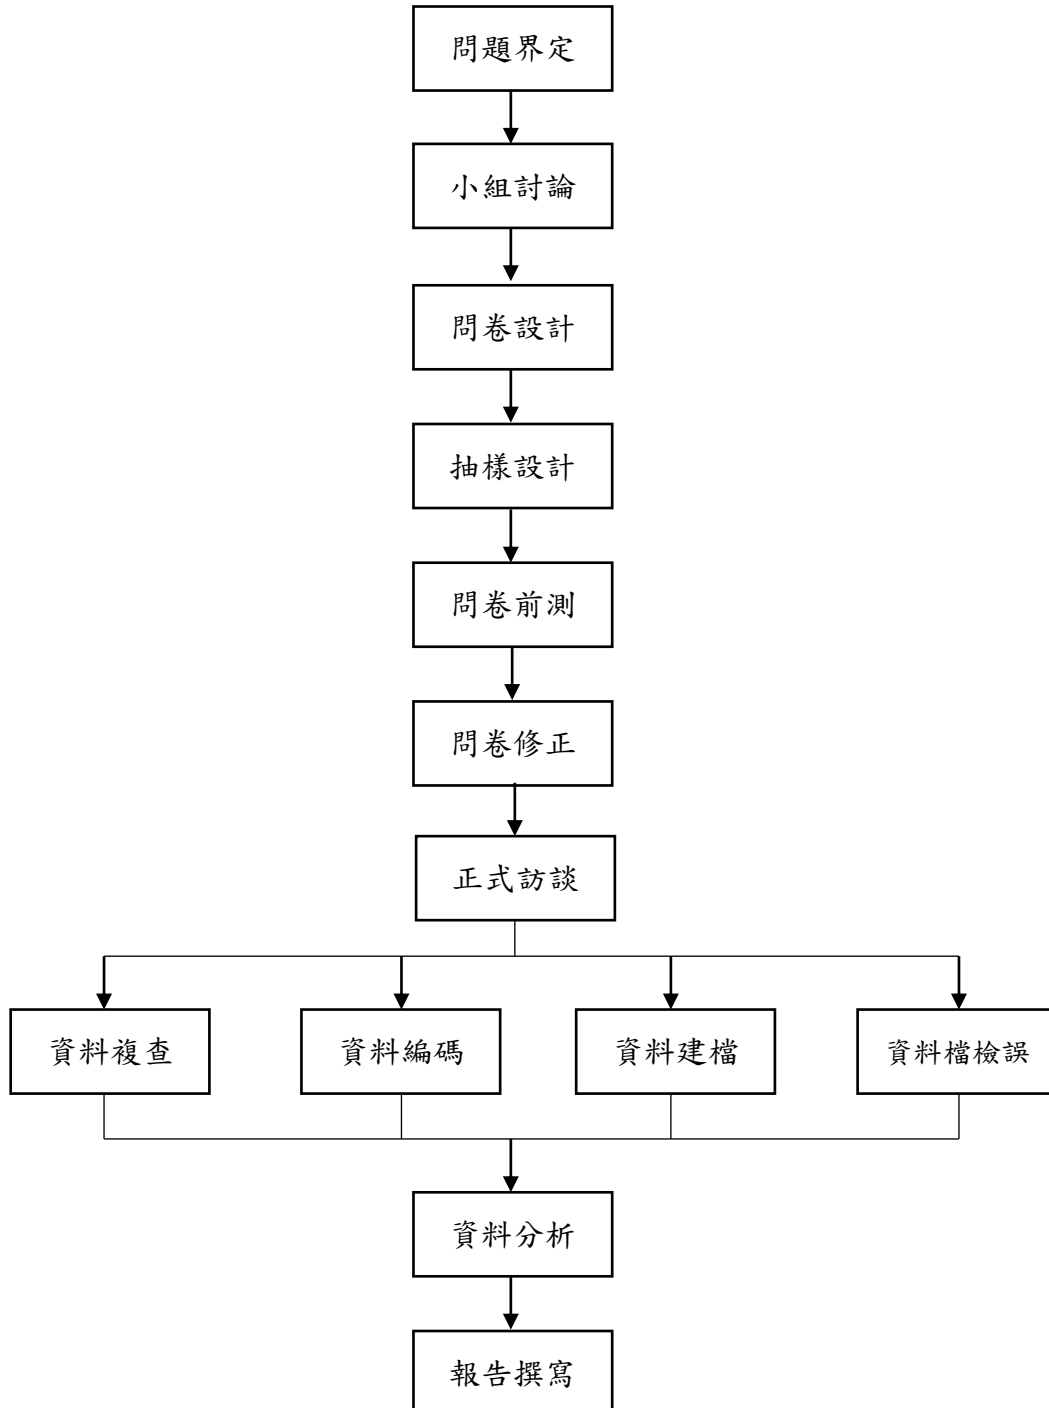 問題界定
小組討論
問卷設計
抽樣設計
問卷前測
問卷修正
正式訪談
資料複查
資料編碼
資料建檔
資料檔檢誤
資料分析
報告撰寫